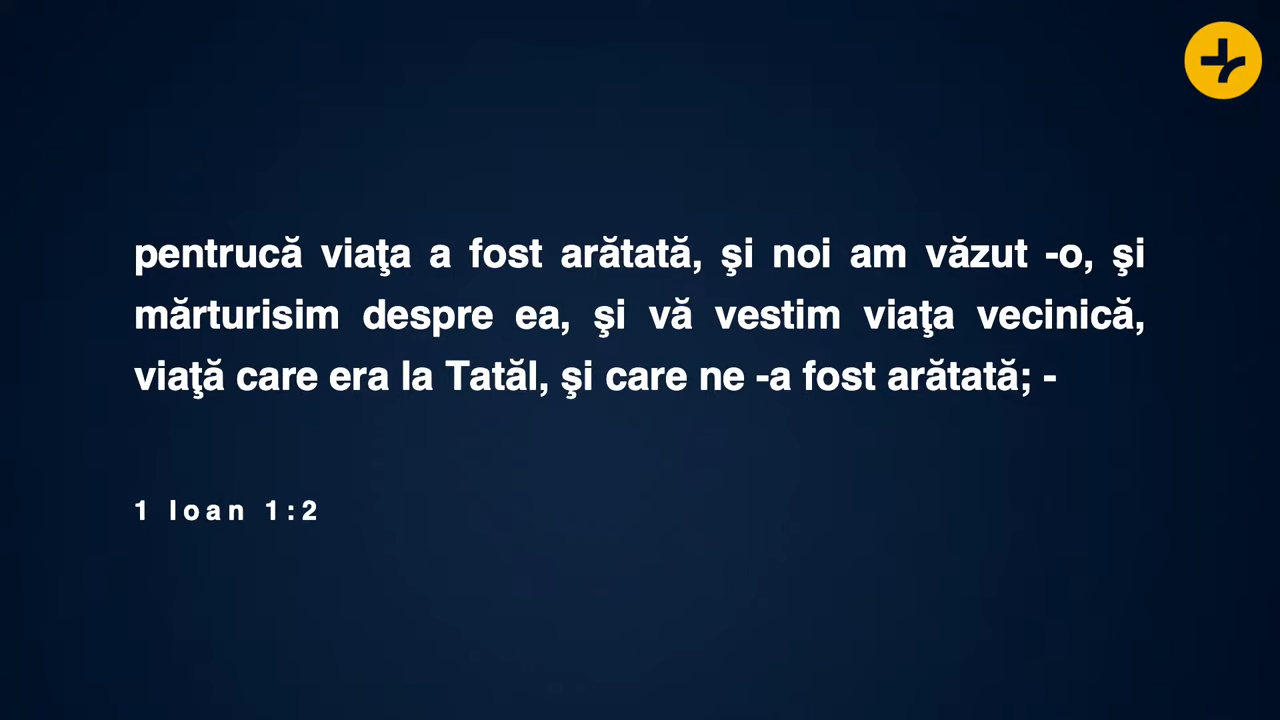 pentrucă viaţa a fost arătată, şi noi am văzut -o, şi
mărturisim despre ea, şi vă vestim viaţa vecinică,
viaţă care era la Tatăl, şi care ne -a fost arătată; -
1 Ioan 1:2